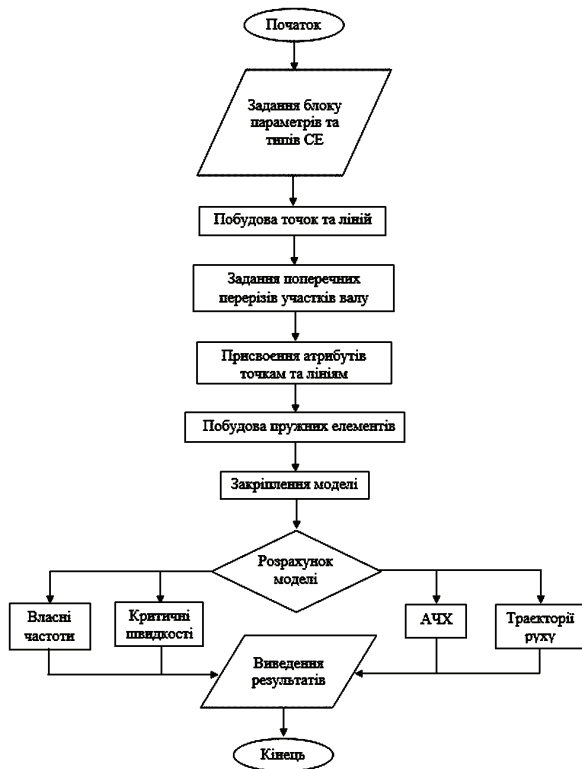 Початок
Задання блоку
параметрів та
типів СЕ
Побудова точок та ліній
Задання поперечних
перерізів участків валу
Присвоєння атрибутів
точкам та лініям
Побудова пружних елементів
Закріплення моделі
Розрахунок
моделі
Власні
частоти
Критичні
швидкості
АЧХ
Траекторії
руху
Виведення
результатів
Кінець